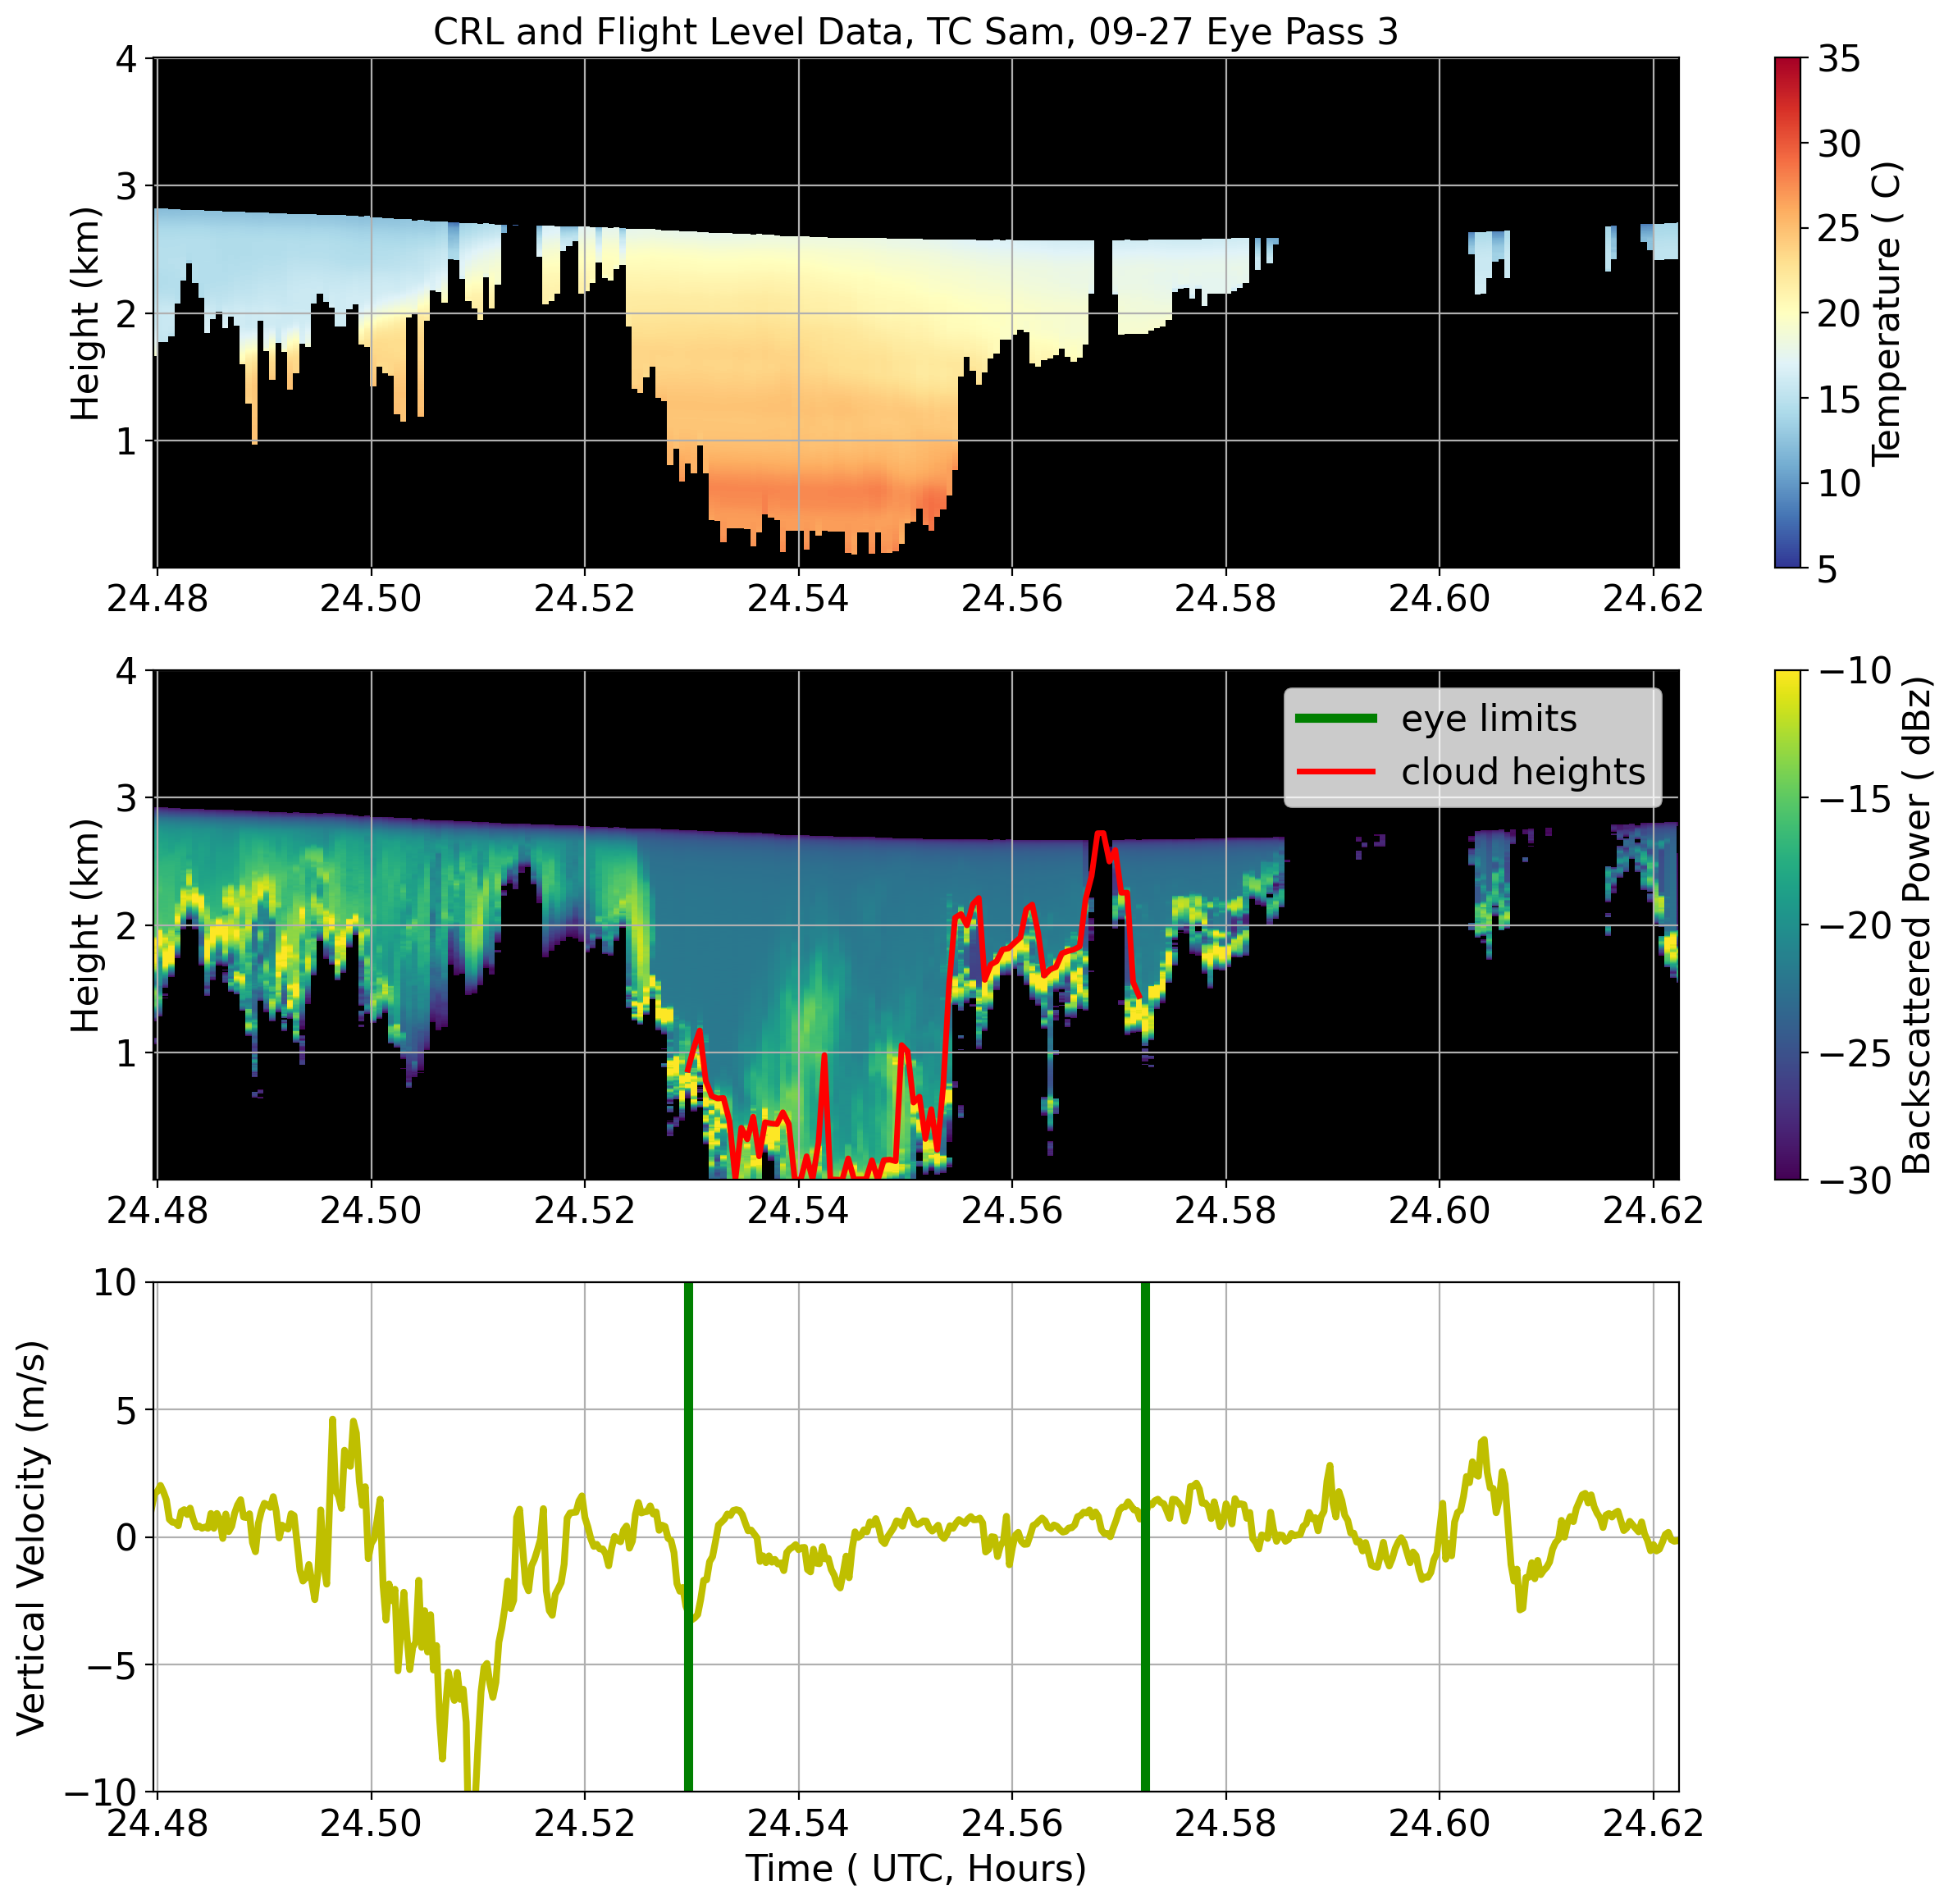 CRL and Flight Level Data, TC Sam, 09-27 Eye Pass 3
4
3
2
1
Height (km)
24.48 24.50 24.52 24.54 24.56 24.58 24.60 24.62
35
30
25
20
15
10
5
Temperature ( C)
4
3
2
1
Height (km)
eye limits
cloud heights
24.48 24.50 24.52 24.54 24.56 24.58 24.60 24.62
−10
−15
−20
−25
−30
Backscattered Power ( dBz)
10
5
0
−5
−10
Vertical Velocity (m/s)
24.48 24.50 24.52 24.54 24.56 24.58 24.60 24.62
Time ( UTC, Hours)